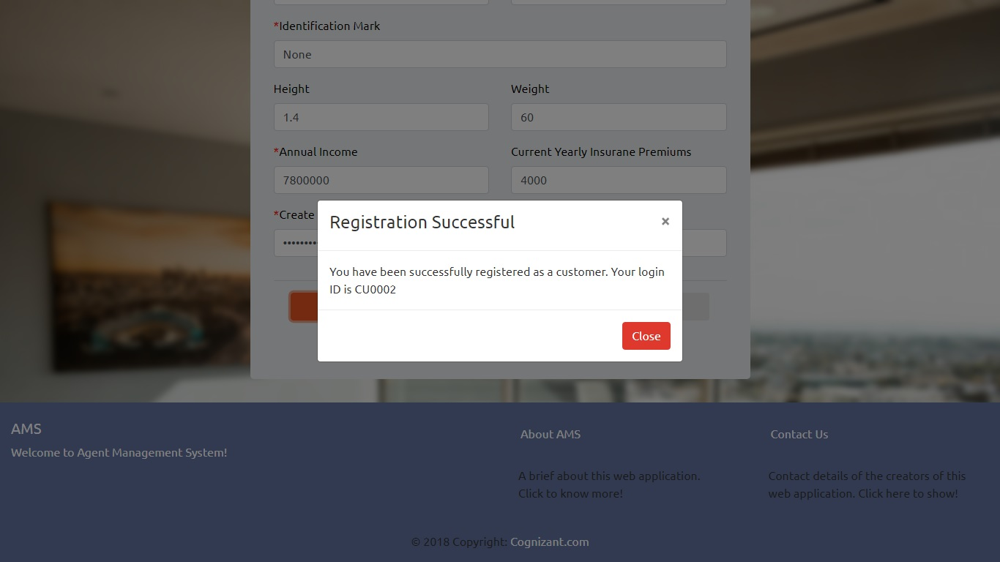 *Identification Mark
None
Height
Weight
1.4
60
*Annual Income
Current Yearly Insurane Premiums
7800000
4000
*Create
••••••••
Registration Successful
×
You have been successfully registered as a customer. Your login
ID is CU0002
Close
AMS
Welcome to Agent Management System!
About AMS
A brief about this web application.
Click to know more!
Contact Us
Contact details of the creators of this
web application. Click here to show!
© 2018 Copyright: Cognizant.com